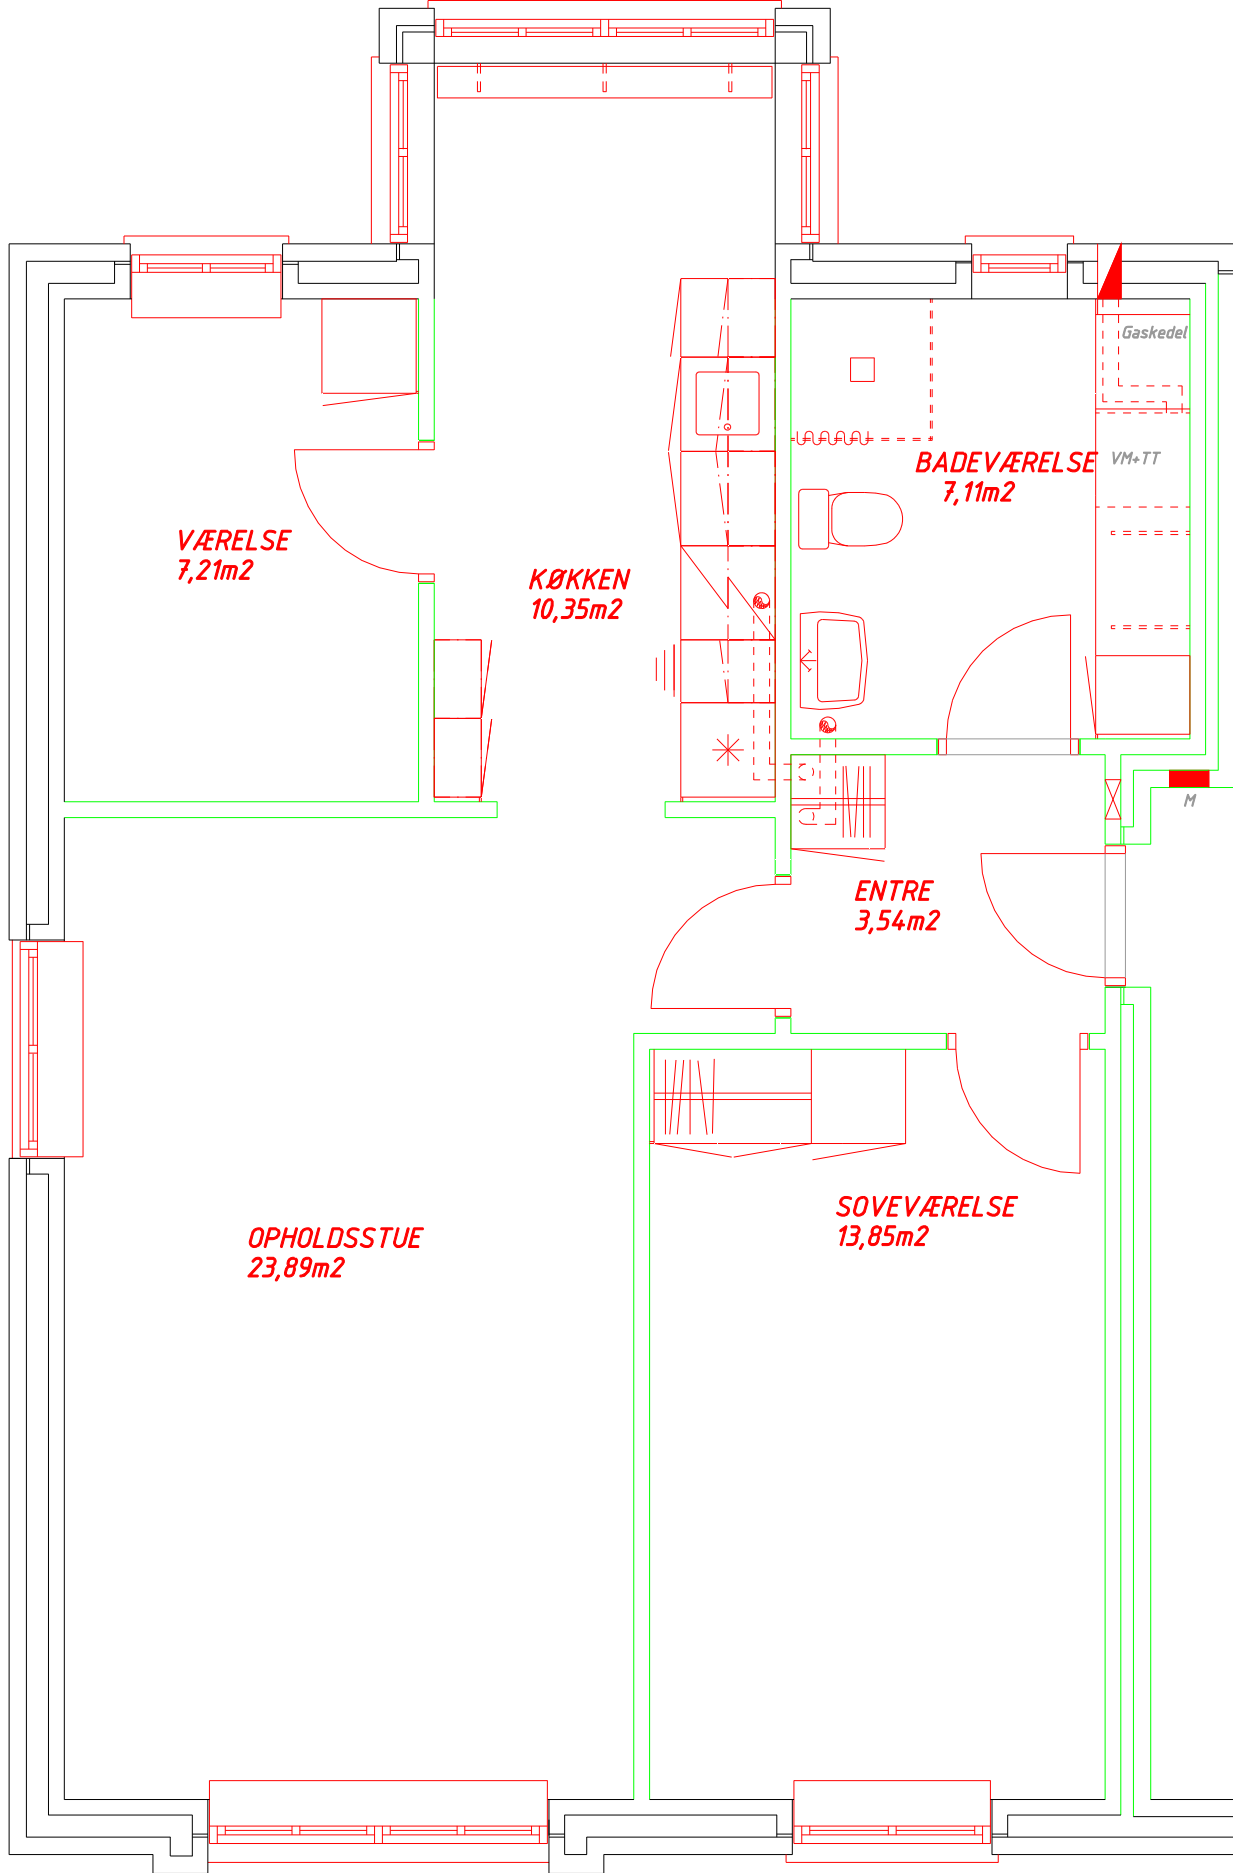 Gaskedel
BADEVÆRELSE
7,11m2
VM+TT
VÆRELSE
7,21m2
KØKKEN
10,35m2
M
ENTRE
3,54m2
SOVEVÆRELSE
13,85m2
OPHOLDSSTUE
23,89m2